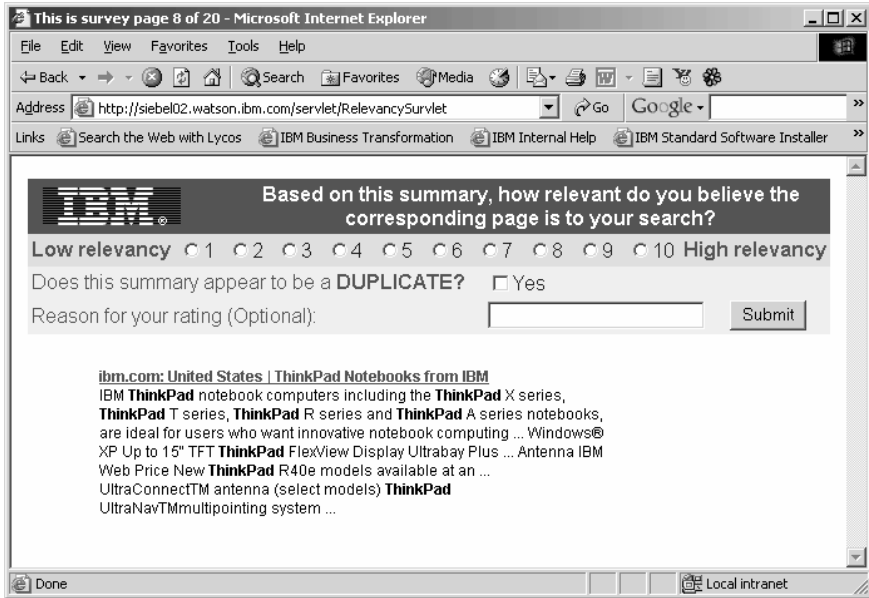 This is survey page 8 of 20 - Microsoft Internet Explorer
File Edit View Favorites Tools Help
Back Search Favorites Media
Address http://siebel02.watson.ibm.com/servlet/RelevancySurvlet Go Google »
Links Search the Web with Lycos IBM Business Transformation IBM Internal Help IBM Standard Software Installer »
IBM® Based on this summary, how relevant do you believe the
corresponding page is to your search?
Low relevancy 1 2 3 4 5 6 7 8 9 10 High relevancy
Does this summary appear to be a DUPLICATE? Yes
Reason for your rating (Optional): Submit
ibm.com: United States | ThinkPad Notebooks from IBM
IBM ThinkPad notebook computers including the ThinkPad X series,
ThinkPad T series, ThinkPad R series and ThinkPad A series notebooks,
are ideal for users who want innovative notebook computing ... Windows®
XP Up to 15" TFT ThinkPad FlexView Display Ultrabay Plus ... Antenna IBM
Web Price New ThinkPad R40e models available at an ...
UltraConnectTM antenna (select models) ThinkPad
UltraNavTMmultipointing system ...
Done Local intranet